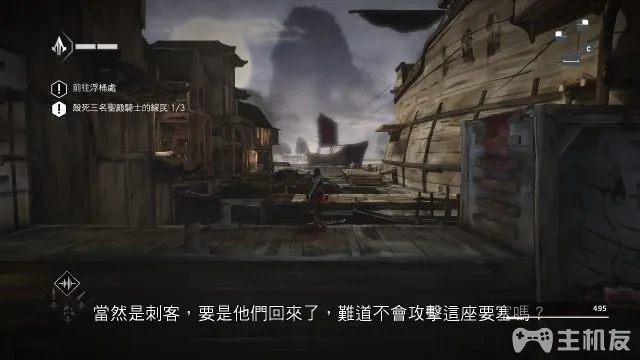 前往浮桶處
殺死三名聖殿騎士的線民 1/3
C
當然是刺客，要是他們回來了，難道不會攻擊這座要塞嗎？
495
主机友